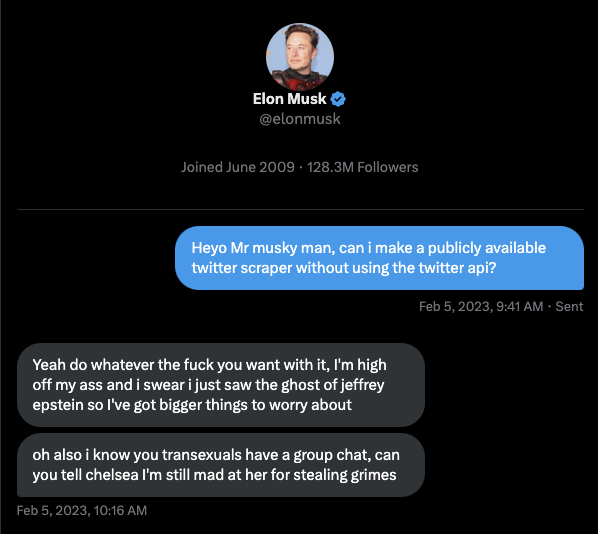 Elon Musk
@elonmusk
Joined June 2009 · 128.3M Followers
Heyo Mr musky man, can i make a publicly available
twitter scraper without using the twitter api?
Feb 5, 2023, 9:41 AM · Sent
Yeah do whatever the fuck you want with it, I'm high
off my ass and i swear i just saw the ghost of jeffrey
epstein so I've got bigger things to worry about
oh also i know you transexuals have a group chat, can
you tell chelsea I'm still mad at her for stealing grimes
Feb 5, 2023, 10:16 AM